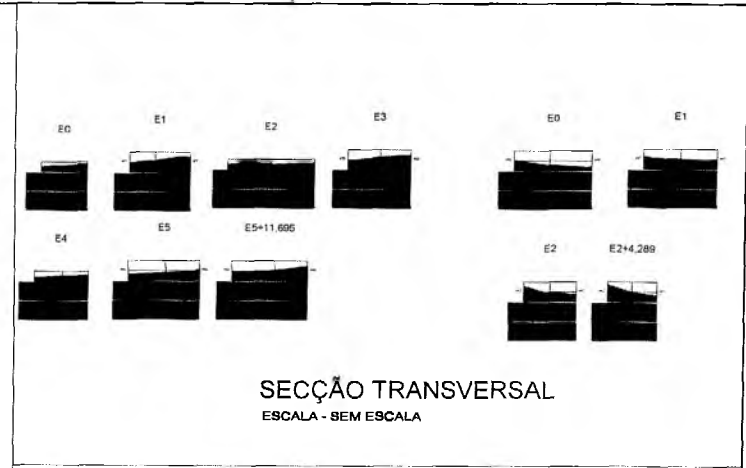 E0 E1 E2 E3 E0 E1
E4 E5 E5+11,695 E2 E2+4,289
SECÇÃO TRANSVERSAL
ESCALA - SEM ESCALA